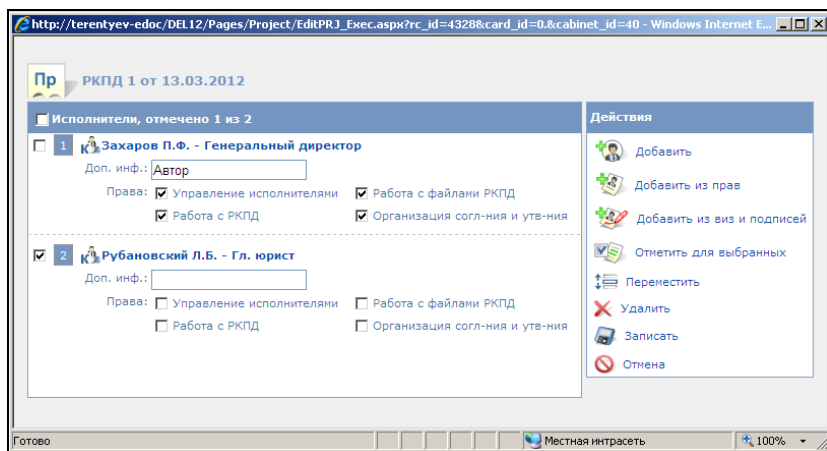 http://terentyev-edoc/DEL12/Pages/Project/EditPRJ_Exec.aspx?rc_id=4328&card_id=0.&cabinet_id=40 - Windows Internet E...
Пр РКПД 1 от 13.03.2012
Исполнители, отмечено 1 из 2
1 К Захаров П.Ф. - Генеральный директор
Доп. инф.: Автор
Права: Управление исполнителями Работа с файлами РКПД
Работа с РКПД Организация согл-ния и утв-ния
2 К Рубановский Л.Б. - Гл. юрист
Доп. инф.:
Права: Управление исполнителями Работа с файлами РКПД
Работа с РКПД Организация согл-ния и утв-ния
Действия
Добавить
Добавить из прав
Добавить из виз и подписей
Отметить для выбранных
Переместить
Удалить
Записать
Отмена
Готово Местная интрасеть 100%